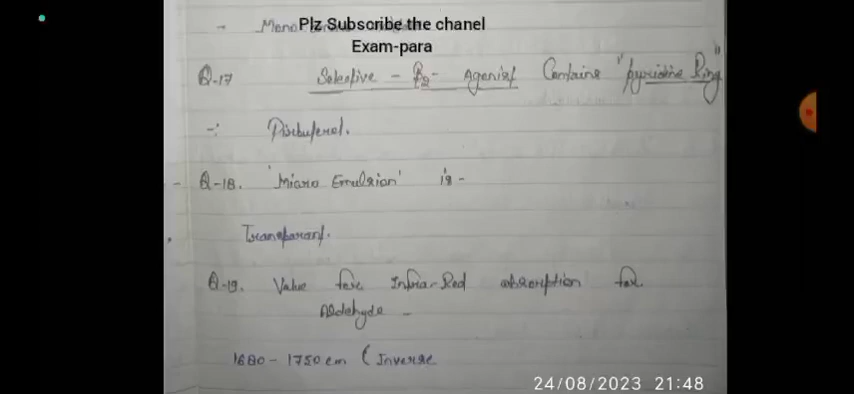 Plz Subscribe the chanel
Exam-para
Q-17 Selective - β2- Agonist Contains "pyridine Ring"
-: Pirbuterol.
- Q-18. 'Micro Emulsion' is -
Transparant.
Q-19. Value for Infra-Red absorption for
Aldehyde -
1680 - 1750 cm (Inverse
24/08/2023 21:48